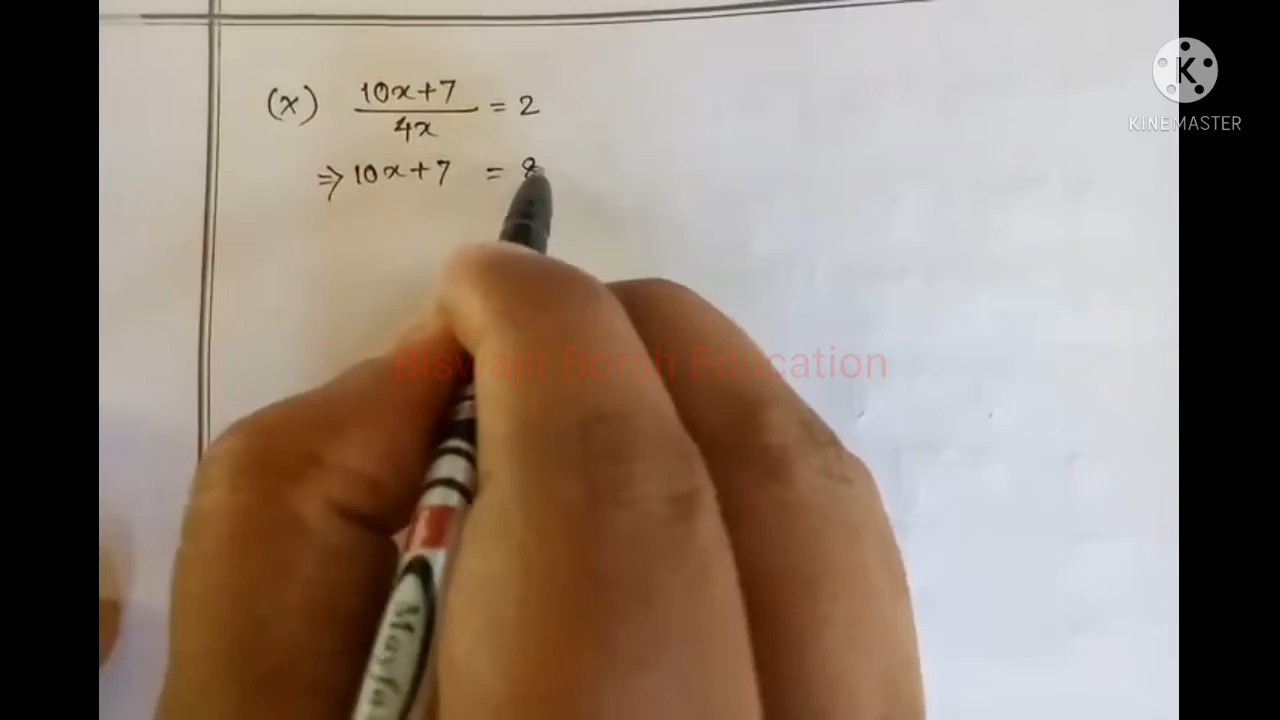 (x) 10x+7/4x = 2
⇒ 10x+7 = 8
Biswajit Borah Education
K
KINEMASTER